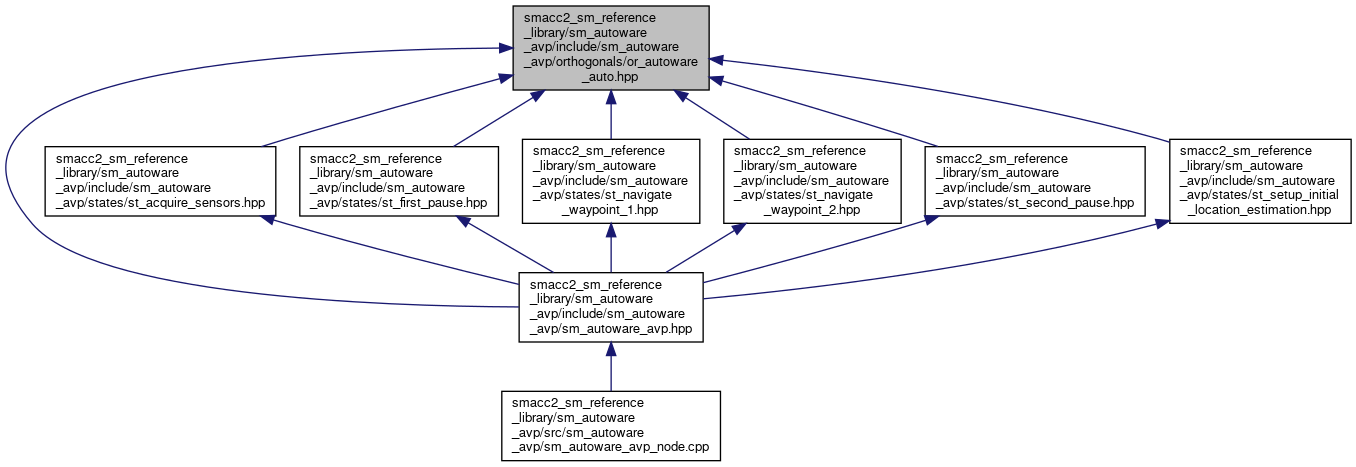 smacc2_sm_reference
_library/sm_autoware
_avp/include/sm_autoware
_avp/orthogonals/or_autoware
_auto.hpp
smacc2_sm_reference
_library/sm_autoware
_avp/include/sm_autoware
_avp/states/st_acquire_sensors.hpp
smacc2_sm_reference
_library/sm_autoware
_avp/include/sm_autoware
_avp/states/st_first_pause.hpp
smacc2_sm_reference
_library/sm_autoware
_avp/include/sm_autoware
_avp/states/st_navigate
_waypoint_1.hpp
smacc2_sm_reference
_library/sm_autoware
_avp/include/sm_autoware
_avp/states/st_navigate
_waypoint_2.hpp
smacc2_sm_reference
_library/sm_autoware
_avp/include/sm_autoware
_avp/states/st_second_pause.hpp
smacc2_sm_reference
_library/sm_autoware
_avp/include/sm_autoware
_avp/states/st_setup_initial
_location_estimation.hpp
smacc2_sm_reference
_library/sm_autoware
_avp/include/sm_autoware
_avp/sm_autoware_avp.hpp
smacc2_sm_reference
_library/sm_autoware
_avp/src/sm_autoware
_avp/sm_autoware_avp_node.cpp